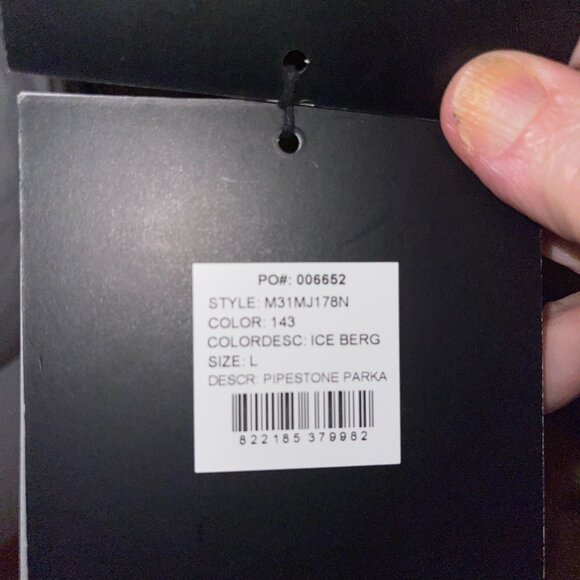 PO#: 006652
STYLE: M31MJ178N
COLOR: 143
COLORDESC: ICE BERG
SIZE: L
DESCR: PIPESTONE PARKA
822185 379982